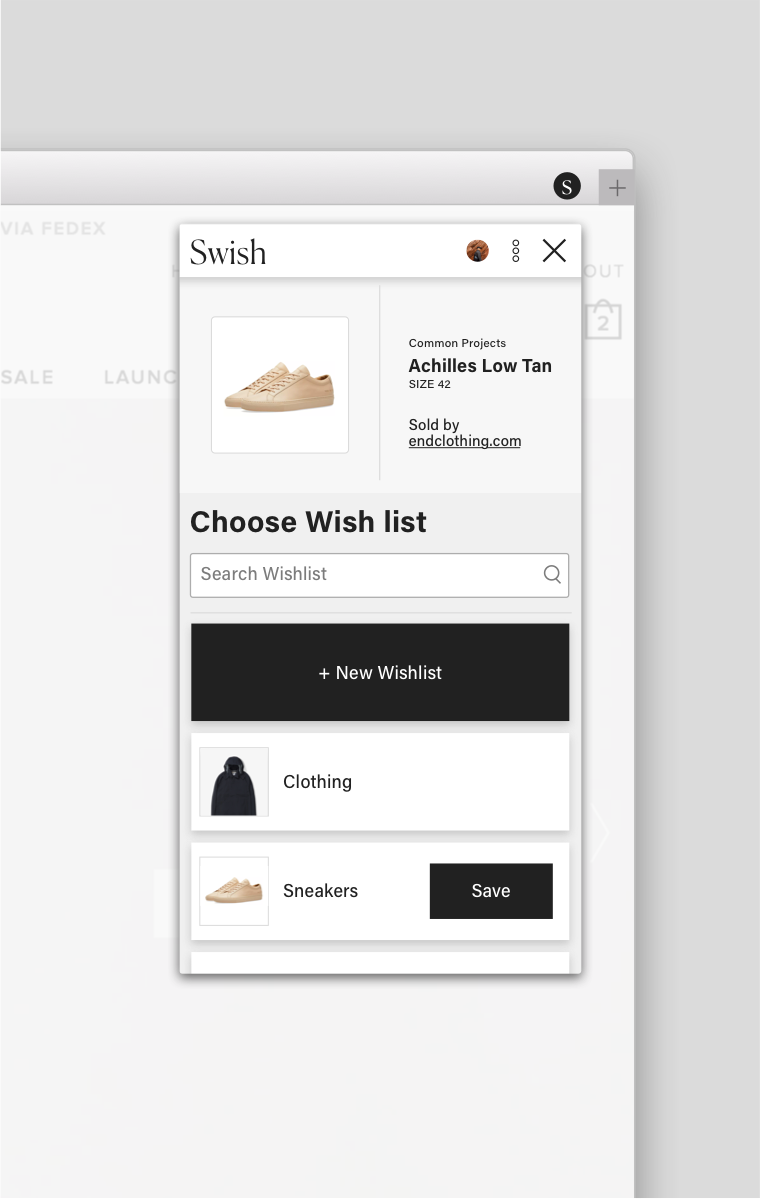 S
+
VIA FEDEX
OUT
2
SALE LAUNC
Swish
Common Projects
Achilles Low Tan
SIZE 42
Sold by
endclothing.com
Choose Wish list
Search Wishlist
+ New Wishlist
Clothing
Sneakers
Save